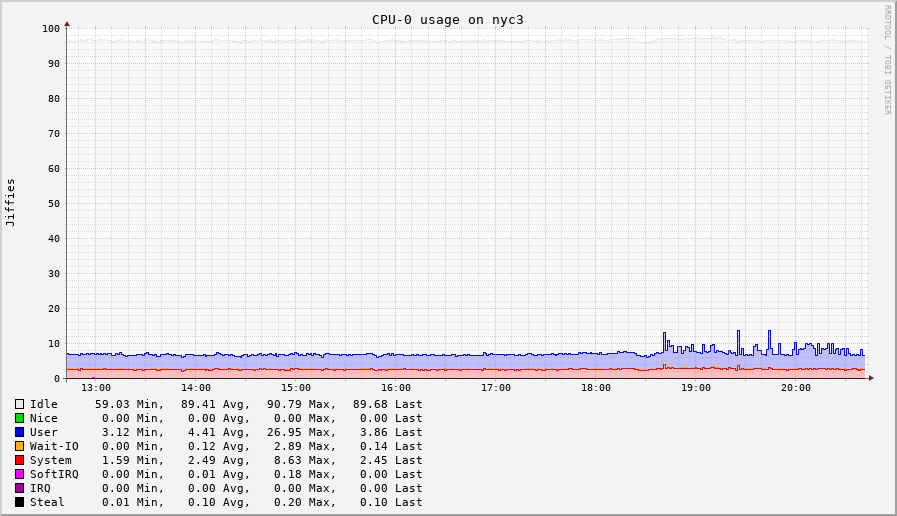 CPU-0 usage on nyc3
RRDTOOL / TOBI OETIKER
Jiffies
100
90
80
70
60
50
40
30
20
10
0
13:00 14:00 15:00 16:00 17:00 18:00 19:00 20:00
Idle 59.03 Min, 89.41 Avg, 90.79 Max, 89.68 Last
Nice 0.00 Min, 0.00 Avg, 0.00 Max, 0.00 Last
User 3.12 Min, 4.41 Avg, 26.95 Max, 3.86 Last
Wait-IO 0.00 Min, 0.12 Avg, 2.89 Max, 0.14 Last
System 1.59 Min, 2.49 Avg, 8.63 Max, 2.45 Last
SoftIRQ 0.00 Min, 0.01 Avg, 0.18 Max, 0.00 Last
IRQ 0.00 Min, 0.00 Avg, 0.00 Max, 0.00 Last
Steal 0.01 Min, 0.10 Avg, 0.20 Max, 0.10 Last